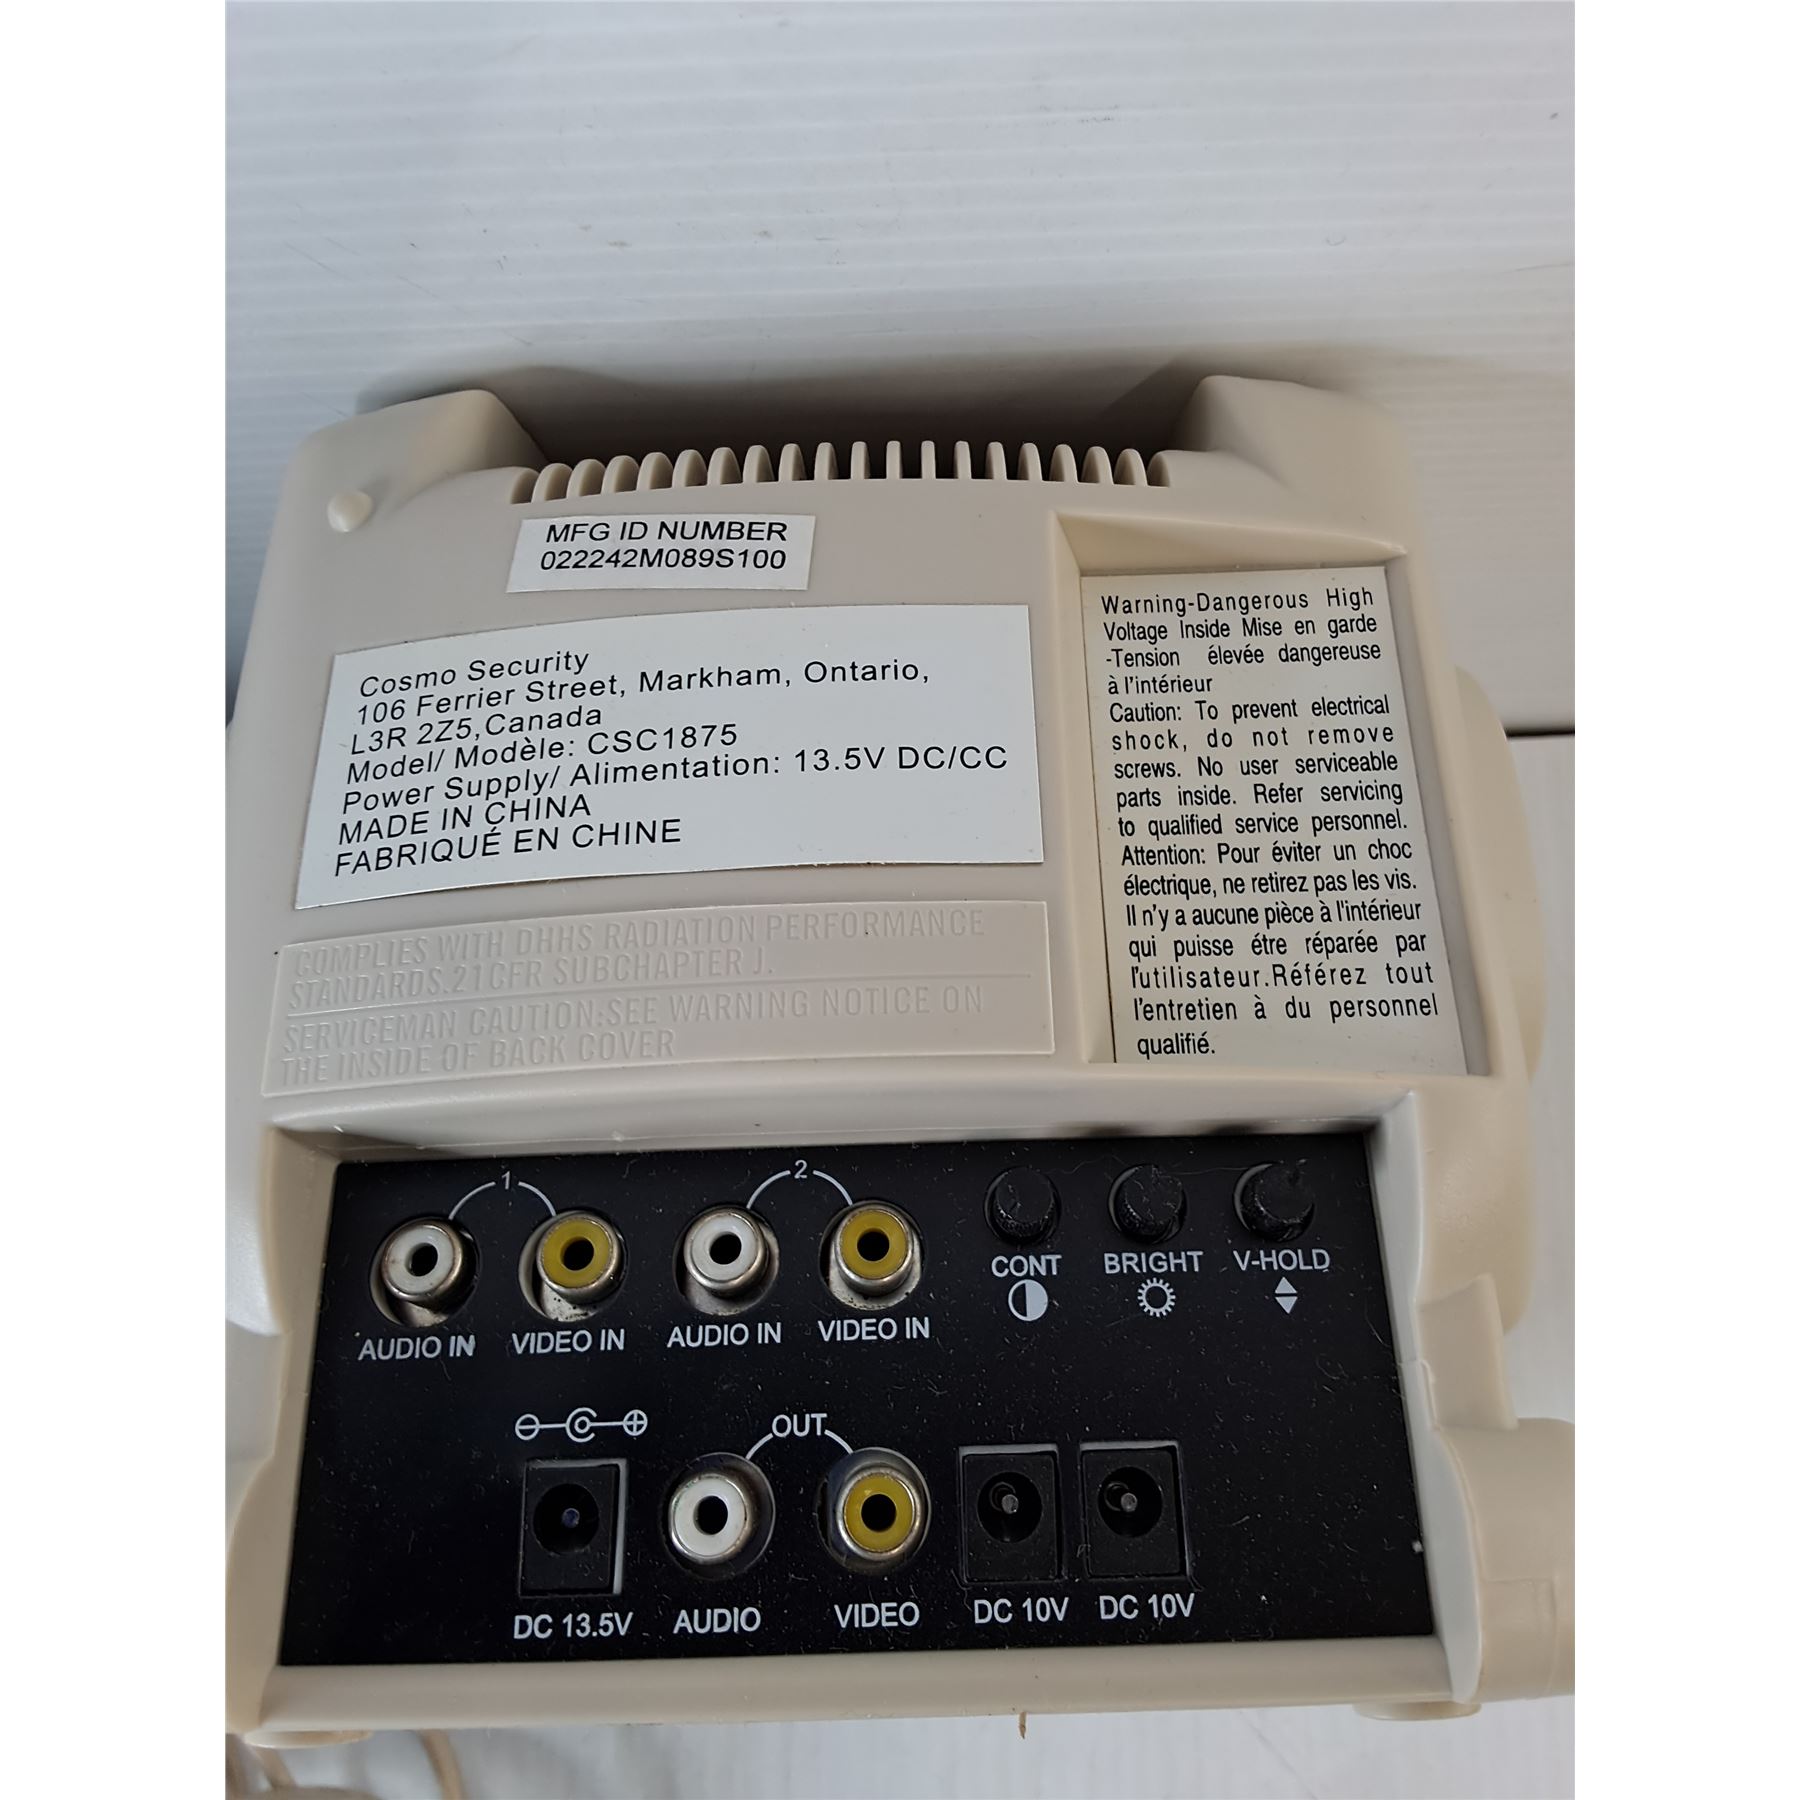 MFG ID NUMBER
022242M089S100
Cosmo Security
106 Ferrier Street, Markham, Ontario,
L3R 2Z5,Canada
Model/ Modèle: CSC1875
Power Supply/ Alimentation: 13.5V DC/CC
MADE IN CHINA
FABRIQUÉ EN CHINE
COMPLIES WITH DHHS RADIATION PERFORMANCE
STANDARDS.21CFR SUBCHAPTER J.
SERVICEMAN CAUTION:SEE WARNING NOTICE ON
THE INSIDE OF BACK COVER
Warning-Dangerous High
Voltage Inside Mise en garde
-Tension élevée dangereuse
à l'intérieur
Caution: To prevent electrical
shock, do not remove
screws. No user serviceable
parts inside. Refer servicing
to qualified service personnel.
Attention: Pour éviter un choc
électrique, ne retirez pas les vis.
Il n'y a aucune pièce à l'intérieur
qui puisse étre réparée par
l'utilisateur.Référez tout
l'entretien à du personnel
qualifié.
1
2
CONT
BRIGHT
V-HOLD
AUDIO IN
VIDEO IN
AUDIO IN
VIDEO IN
OUT
DC 13.5V
AUDIO
VIDEO
DC 10V
DC 10V